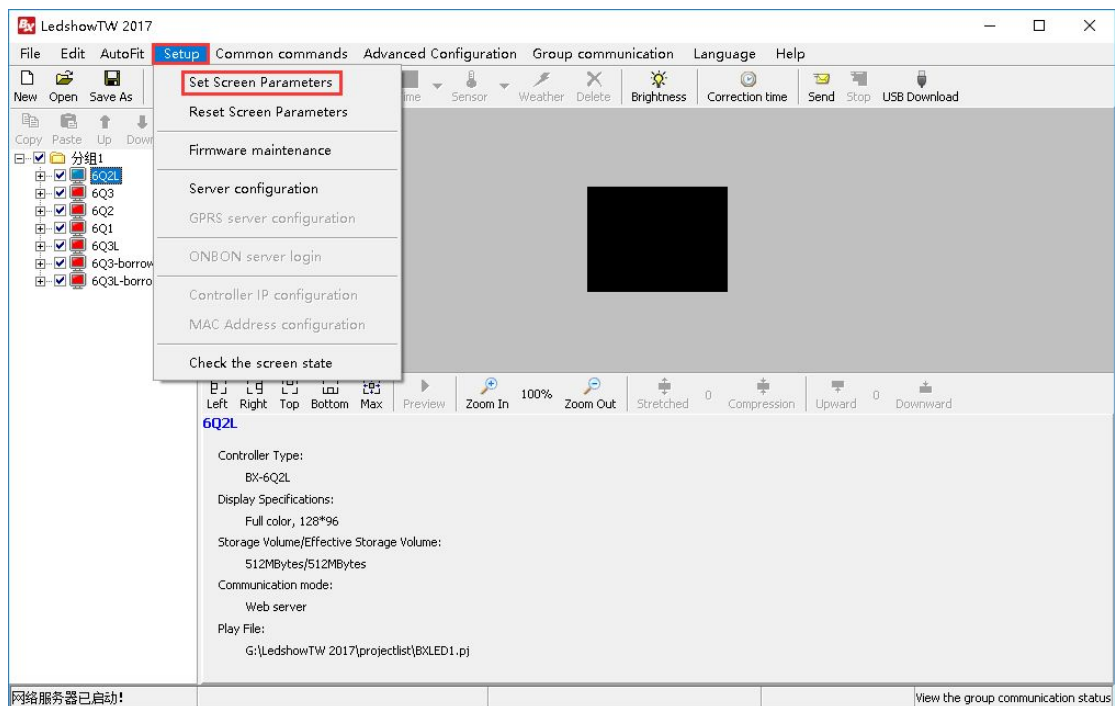 LedshowTW 2017
File Edit AutoFit Setup Common commands Advanced Configuration Group communication Language Help
New Open Save As Sensor Weather Delete Brightness Correction time Send Stop USB Download
Set Screen Parameters
Reset Screen Parameters
Firmware maintenance
Server configuration
GPRS server configuration
ONBON server login
Controller IP configuration
MAC Address configuration
Check the screen state
Copy Paste Up
分组1
6Q2L
6Q3
6Q2
6Q1
6Q3L
6Q3-borrow
6Q3L-borro
Left Right Top Bottom Max Preview Zoom In 100% Zoom Out Stretched 0 Compression Upward 0 Downward
6Q2L
Controller Type:
BX-6Q2L
Display Specifications:
Full color, 128*96
Storage Volume/Effective Storage Volume:
512MBytes/512MBytes
Communication mode:
Web server
Play File:
G:\LedshowTW 2017\projectlist\BXLED1.pj
网络服务器已启动!
View the group communication status